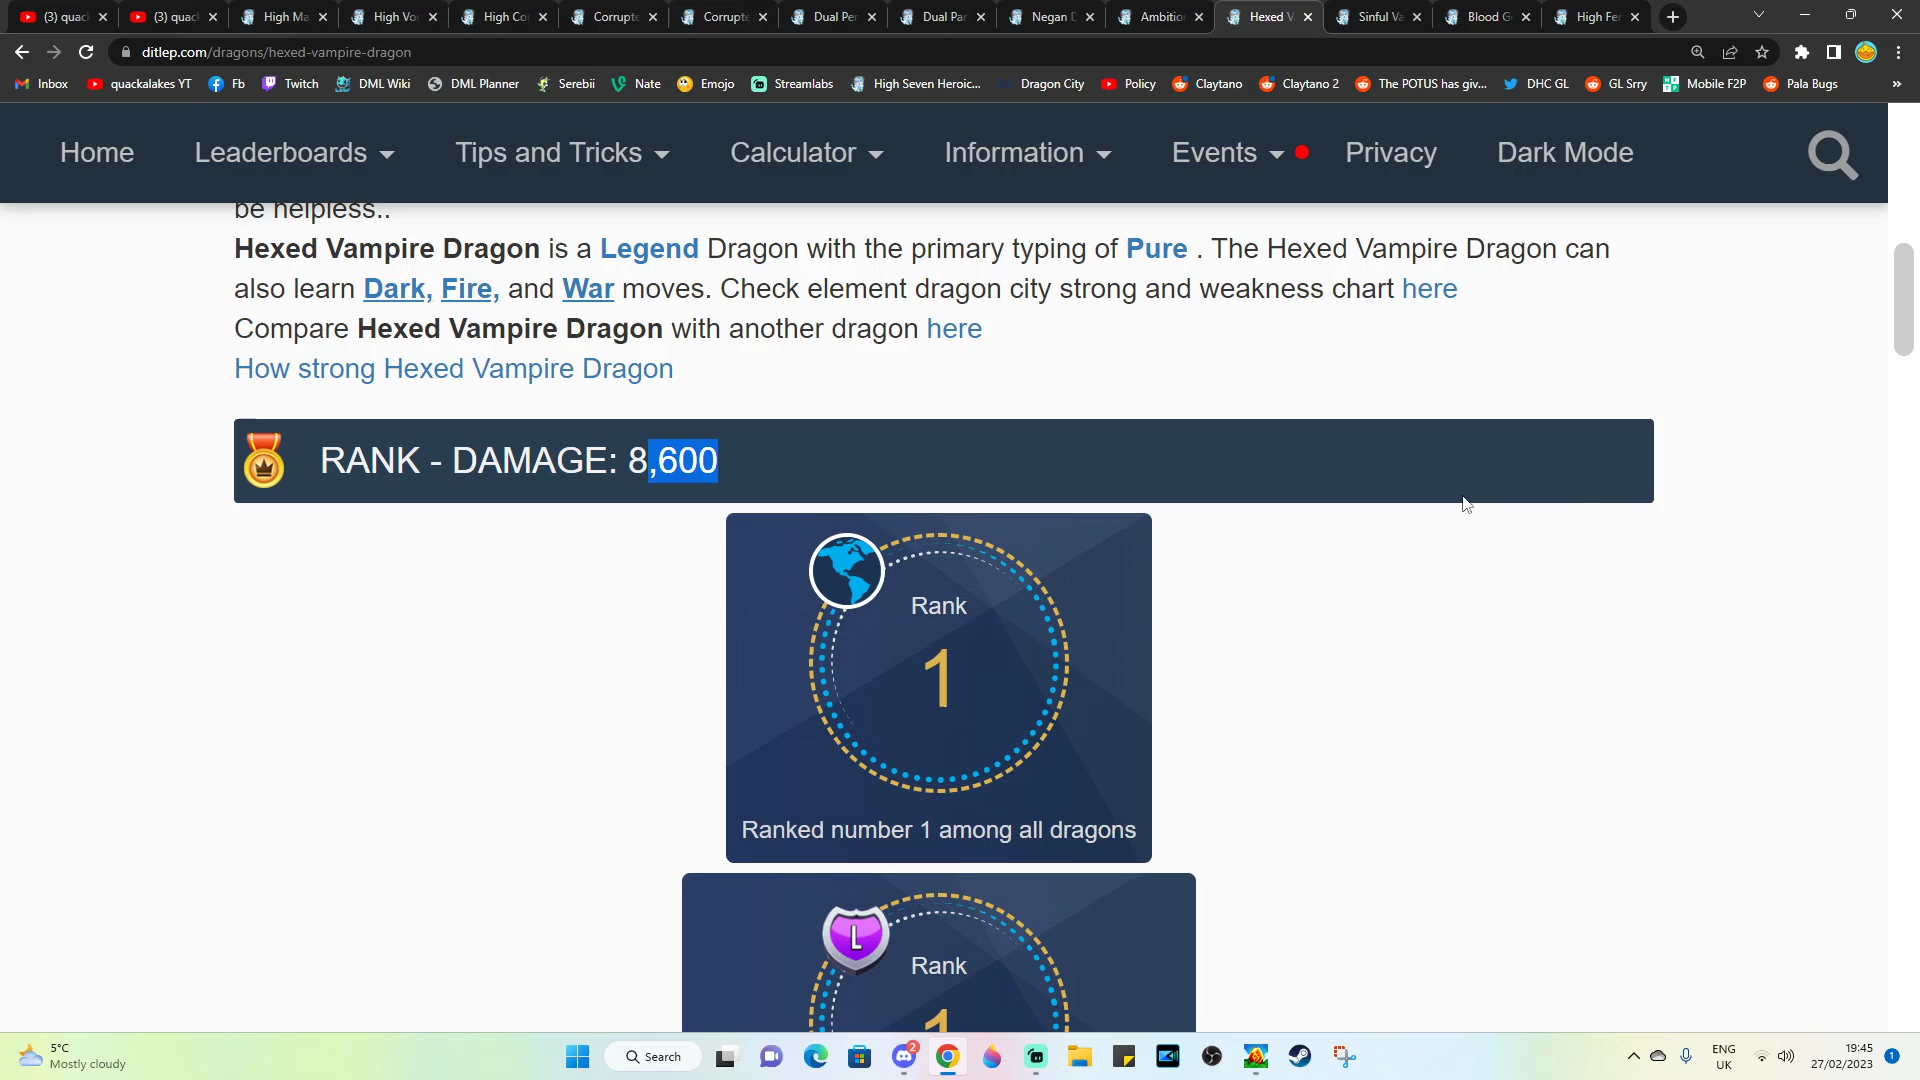 (3) quac
(3) quac
High Ma
High Vo
High Co
Corrupte
Corrupte
Dual Per
Dual Par
Negan D
Ambitio
Hexed V
Sinful Va
Blood G
High Fer
ditlep.com/dragons/hexed-vampire-dragon
Inbox
quackalakes YT
Fb
Twitch
DML Wiki
DML Planner
Serebii
Nate
Emojo
Streamlabs
High Seven Heroic...
Dragon City
Policy
Claytano
Claytano 2
The POTUS has giv...
DHC GL
GL Srry
Mobile F2P
Pala Bugs
»
Home
Leaderboards
Tips and Tricks
Calculator
Information
Events
Privacy
Dark Mode
be helpless..
Hexed Vampire Dragon is a Legend Dragon with the primary typing of Pure . The Hexed Vampire Dragon can
also learn Dark, Fire, and War moves. Check element dragon city strong and weakness chart here
Compare Hexed Vampire Dragon with another dragon here
How strong Hexed Vampire Dragon
RANK - DAMAGE: 8,600
Rank
1
Ranked number 1 among all dragons
L
Rank
1
5°C
Mostly cloudy
Search
2
ENG
UK
19:45
27/02/2023
1